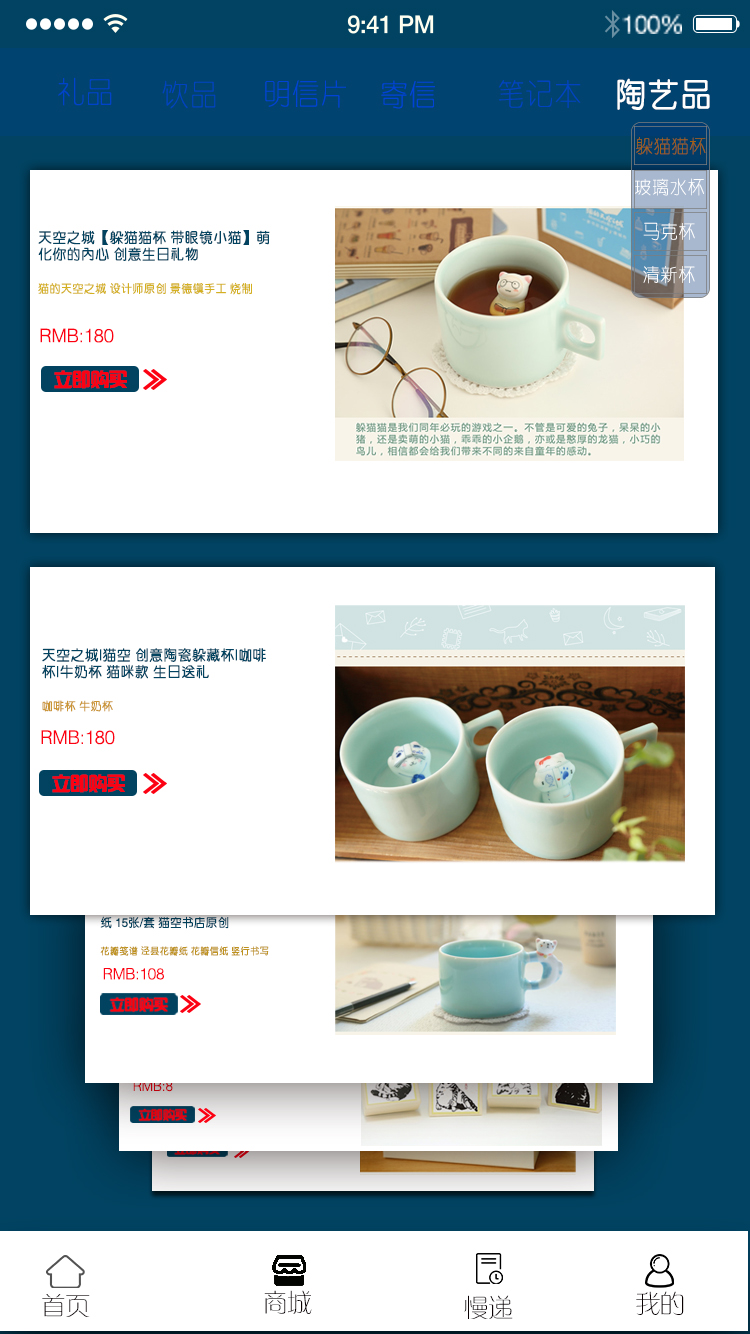 9:41 PM
100%
礼品 饮品 明信片 寄信 笔记本 陶艺品
躲猫猫杯
玻璃水杯
马克杯
清新杯
天空之城【躲猫猫杯 带眼镜小猫】萌
化你的内心 创意生日礼物
猫的天空之城 设计师原创 景德镇手工 烧制
RMB:180
立即购买
躲猫猫是我们同年必玩的游戏之一。不管是可爱的兔子,呆呆的小
猪,还是卖萌的小猫,乖乖的小企鹅,亦或是憨厚的龙猫,小巧的
鸟儿,相信都会给我们带来不同的来自童年的感动。
天空之城|猫空 创意陶瓷躲藏杯|咖啡
杯|牛奶杯 猫咪款 生日送礼
咖啡杯 牛奶杯
RMB:180
立即购买
纸 15张/套 猫空书店原创
花瓣笺谱 泾县花瓣纸 花瓣信纸 竖行书写
RMB:108
立即购买
RMB:8
立即购买
首页 商城 慢递 我的